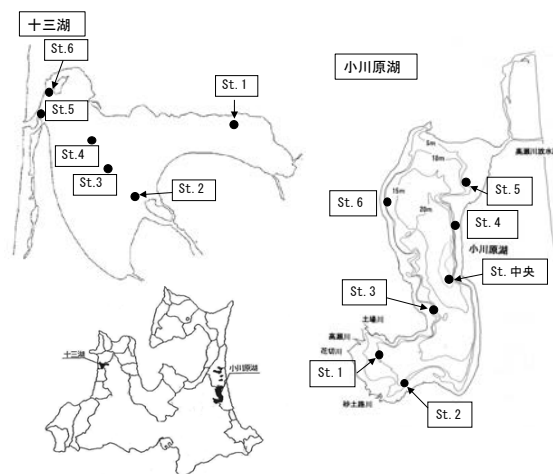 十三湖
St.6
St.1
St.5
St.4
St.3
St.2
十三湖
小川原湖
小川原湖
高瀬川放水路
5m
10m
15m
20m
St.5
St.6
St.4
小川原湖
St.中央
St.3
土場川
高瀬川
花切川
St.1
St.2
砂土路川